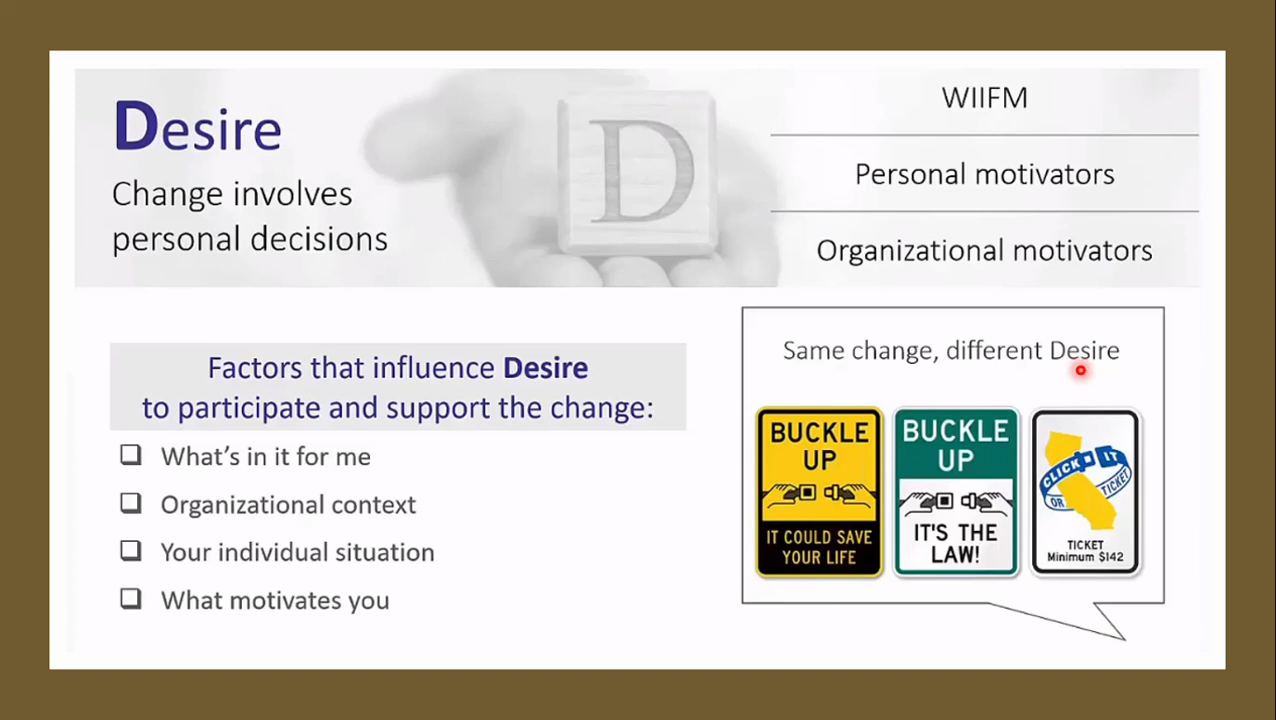 Desire
Change involves
personal decisions
D
WIIFM
Personal motivators
Organizational motivators
Factors that influence Desire
to participate and support the change:
❑ What's in it for me
❑ Organizational context
❑ Your individual situation
❑ What motivates you
Same change, different Desire
BUCKLE
UP
IT COULD SAVE
YOUR LIFE
BUCKLE
UP
IT'S THE
LAW!
CLICK IT
OR TICKET
TICKET
Minimum $142